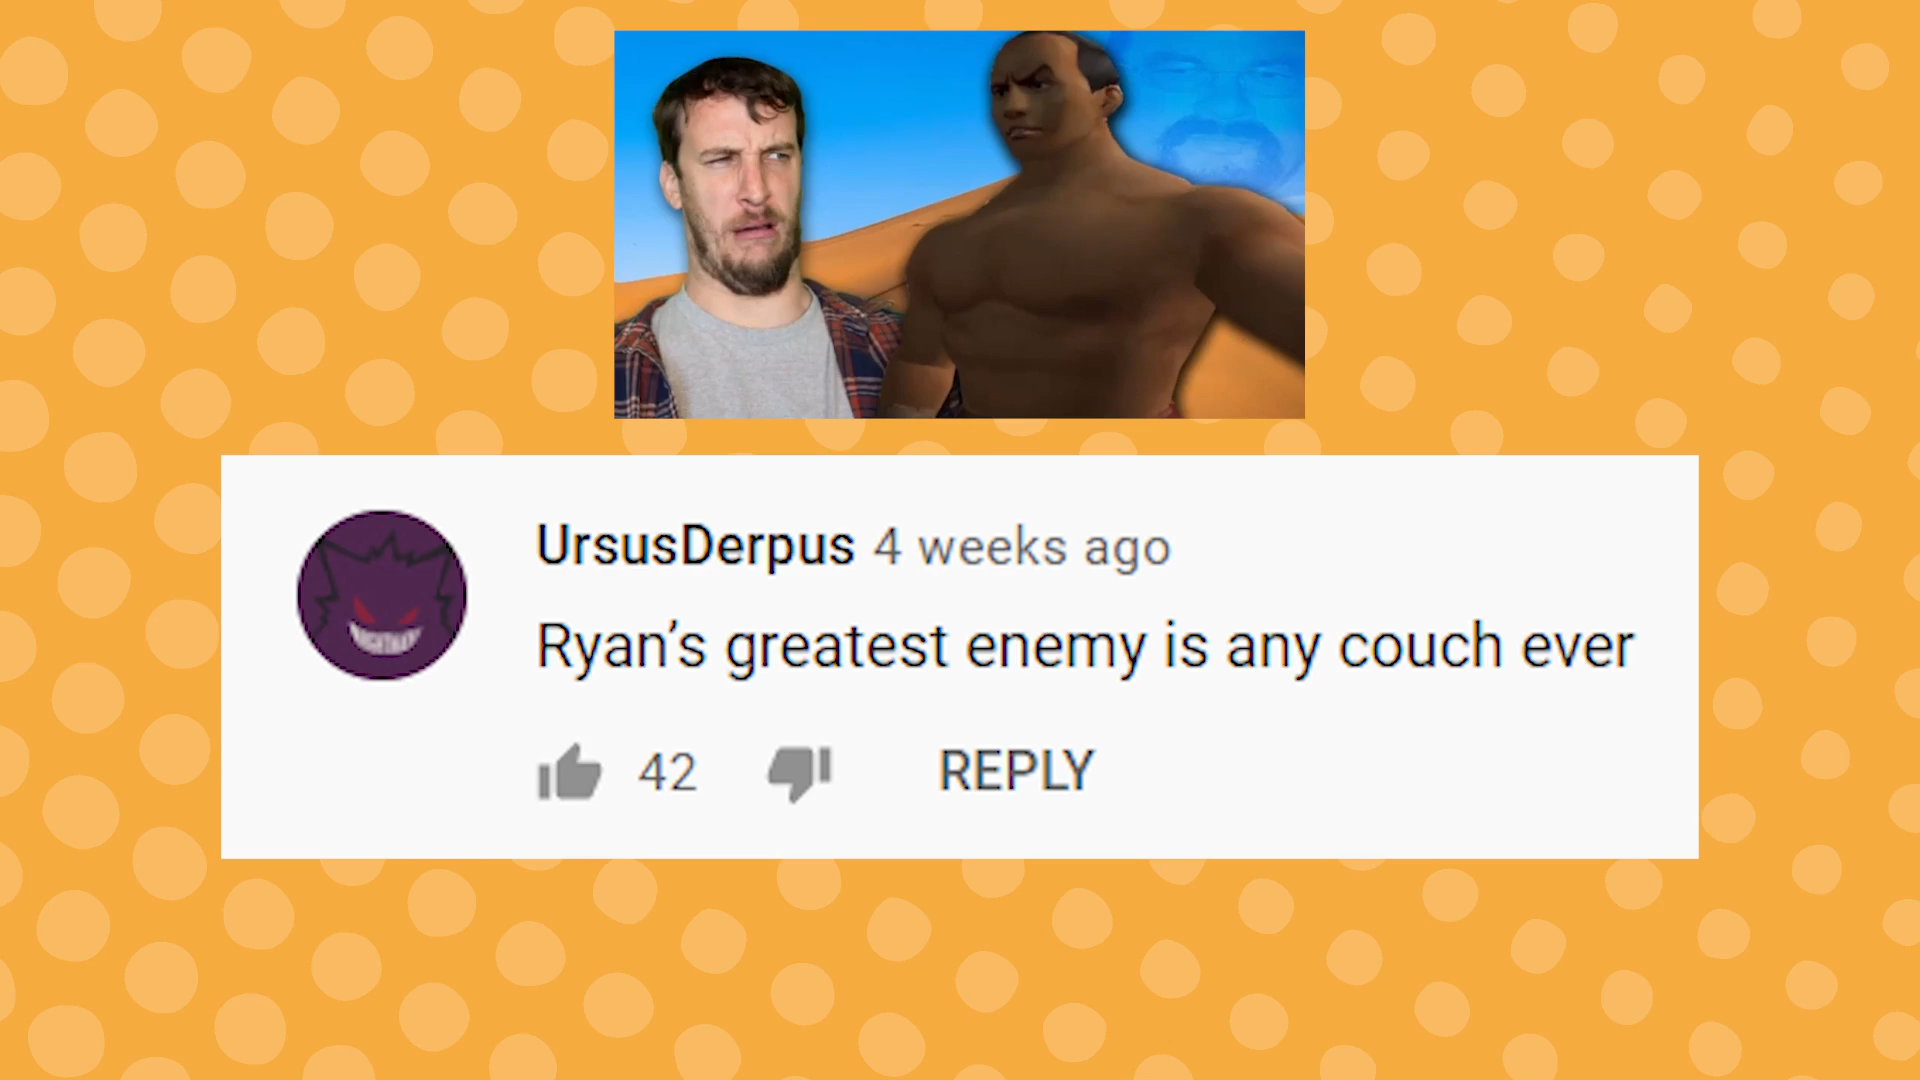 UrsusDerpus 4 weeks ago
Ryan’s greatest enemy is any couch ever
42 REPLY